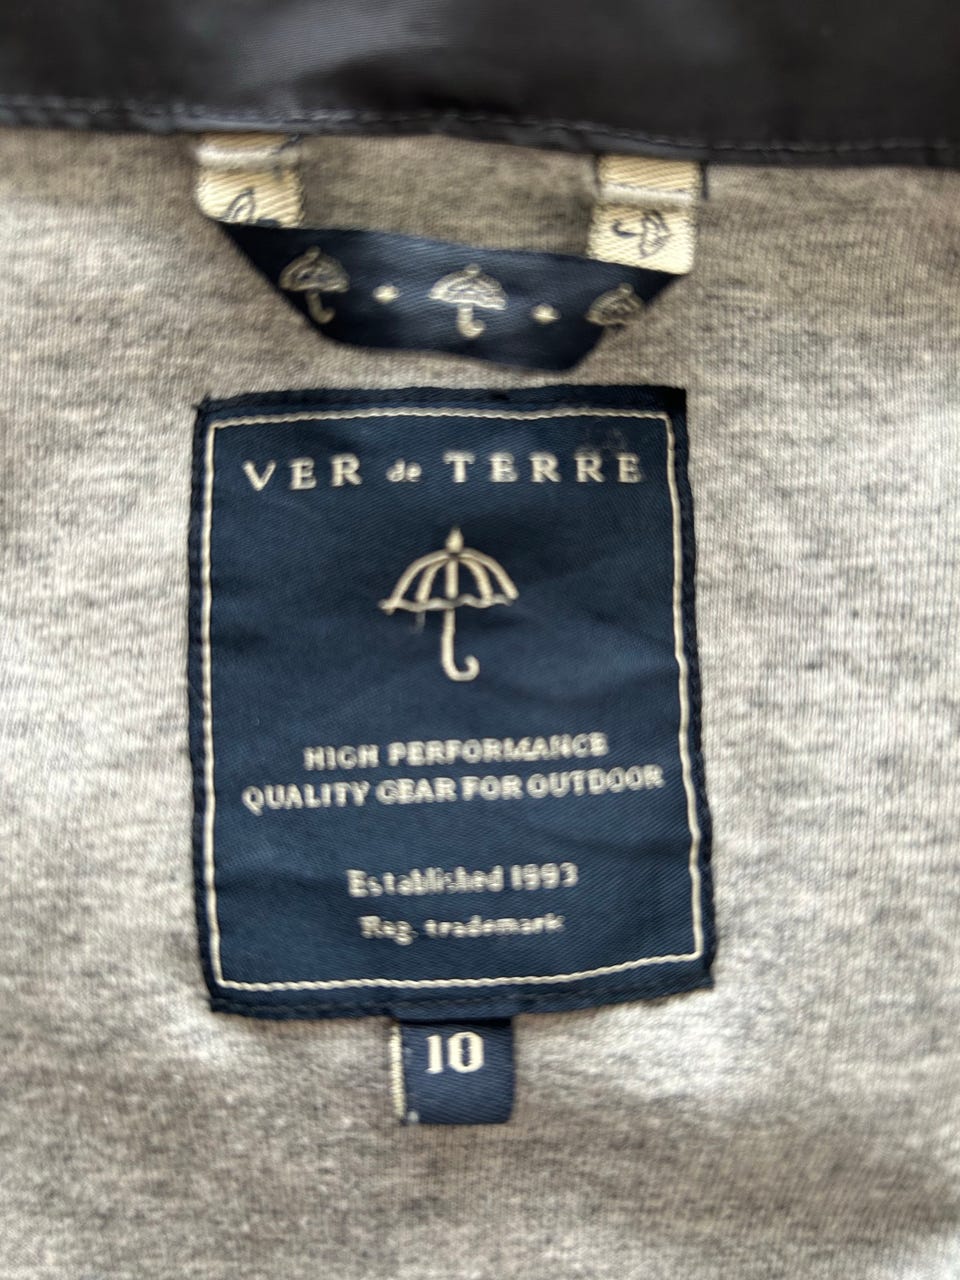 VER de TERRE
HIGH PERFORMANCE
QUALITY GEAR FOR OUTDOOR
Established 1993
Reg. trademark
10